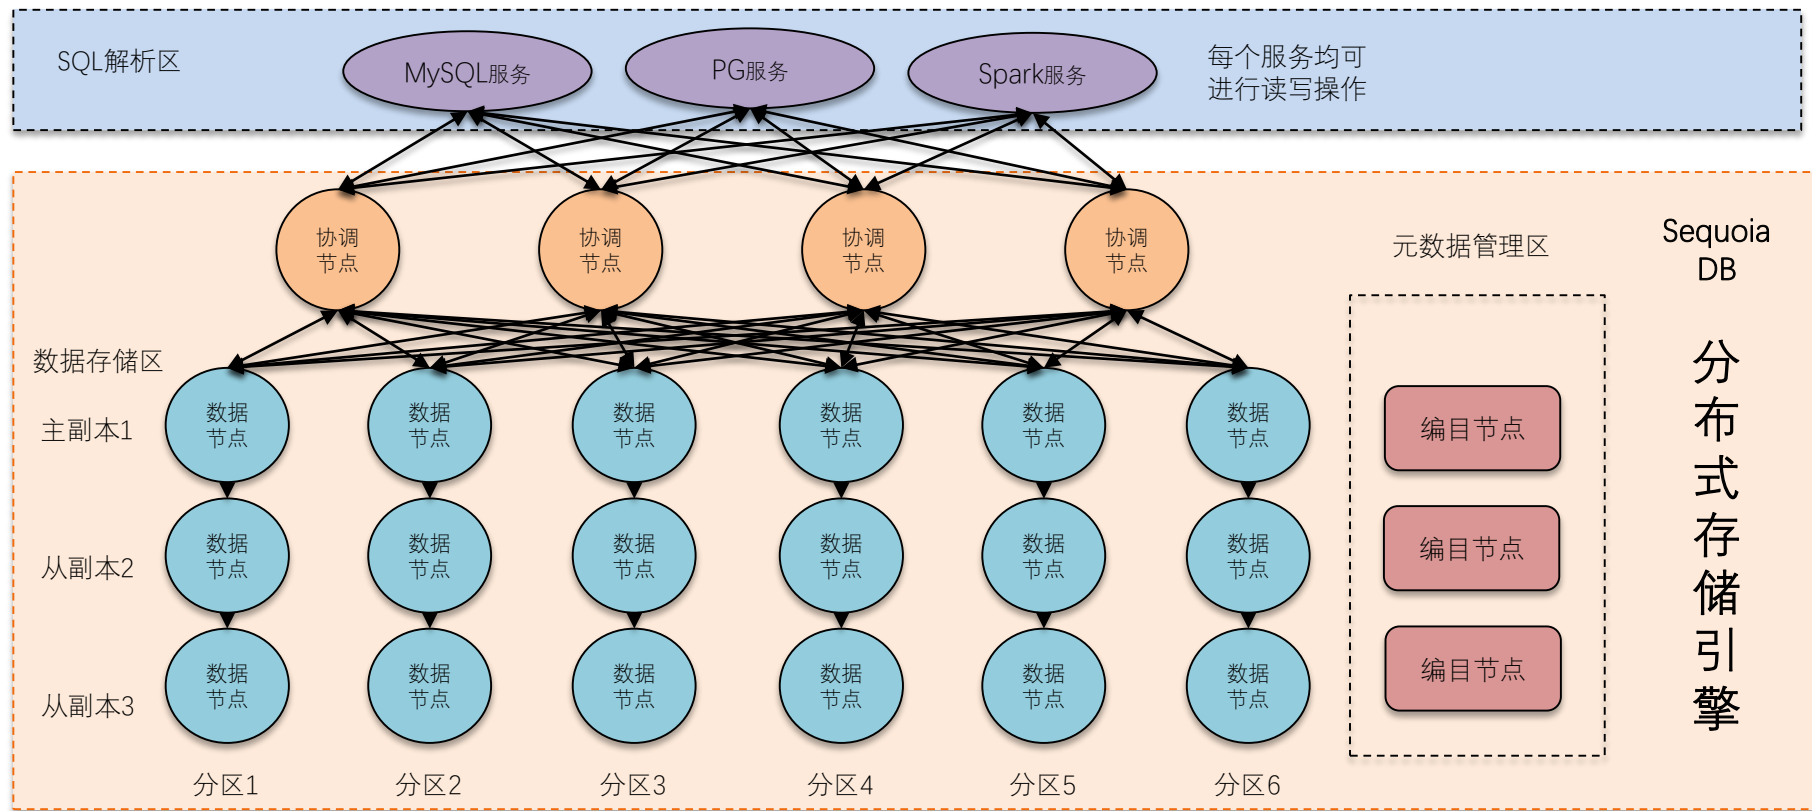 SQL解析区
MySQL服务
PG服务
Spark服务
每个服务均可
进行读写操作
协调
节点
协调
节点
协调
节点
协调
节点
元数据管理区
Sequoia
DB
数据存储区
主副本1
数据
节点
数据
节点
数据
节点
数据
节点
数据
节点
数据
节点
编目节点
从副本2
数据
节点
数据
节点
数据
节点
数据
节点
数据
节点
数据
节点
编目节点
从副本3
数据
节点
数据
节点
数据
节点
数据
节点
数据
节点
数据
节点
编目节点
分布式存储引擎
分区1
分区2
分区3
分区4
分区5
分区6